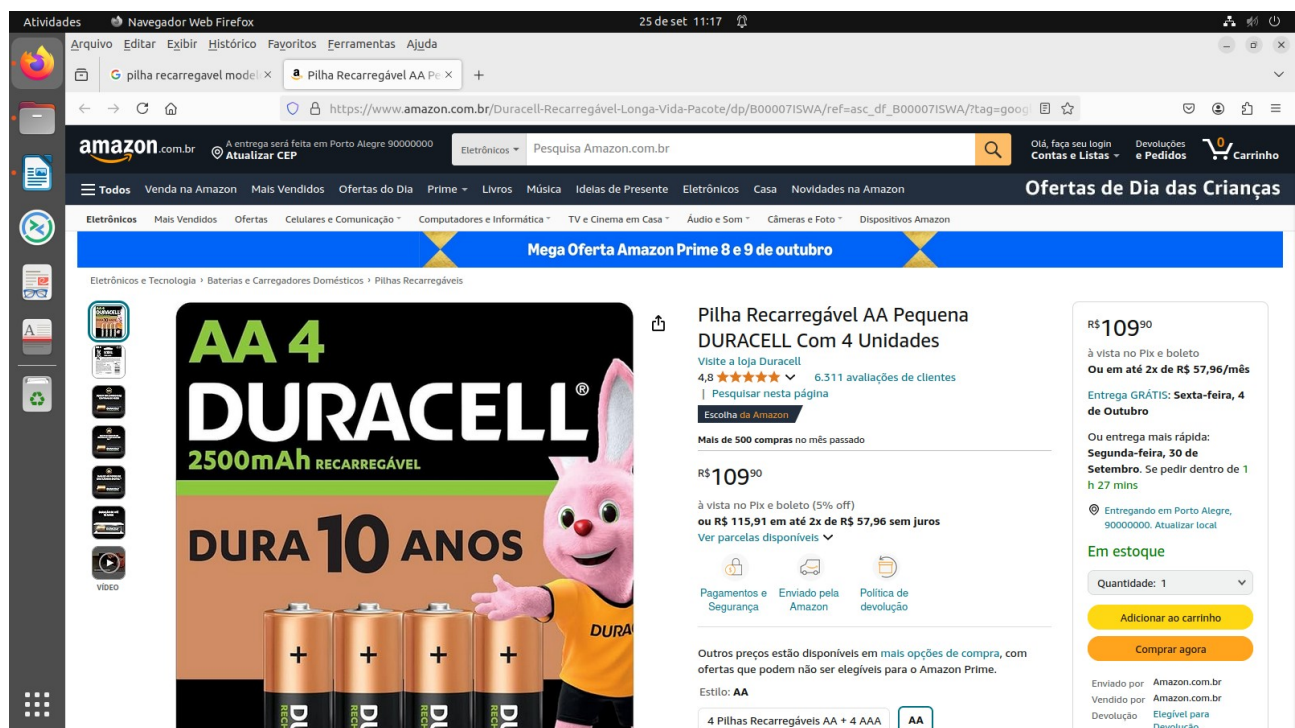 Atividades
Navegador Web Firefox
25 de set 11:17
Arquivo Editar Exibir Histórico Favoritos Ferramentas Ajuda
pilha recarregavel model
Pilha Recarregável AA Pe
https://www.amazon.com.br/Duracell-Recarregável-Longa-Vida-Pacote/dp/B00007ISWA/ref=asc_df_B00007ISWA/?tag=goog
amazon.com.br
A entrega será feita em Porto Alegre 90000000
Atualizar CEP
Eletrônicos
Pesquisa Amazon.com.br
Olá, faça seu login
Contas e Listas
Devoluções
e Pedidos
0
Carrinho
Todos Venda na Amazon Mais Vendidos Ofertas do Dia Prime Livros Música Ideias de Presente Eletrônicos Casa Novidades na Amazon
Ofertas de Dia das Crianças
Eletrônicos Mais Vendidos Ofertas Celulares e Comunicação Computadores e Informática TV e Cinema em Casa Áudio e Som Câmeras e Foto Dispositivos Amazon
Mega Oferta Amazon Prime 8 e 9 de outubro
Eletrônicos e Tecnologia › Baterias e Carregadores Domésticos › Pilhas Recarregáveis
VÍDEO
AA 4
DURACELL®
2500mAh RECARREGÁVEL
DURA 10 ANOS
DURA
Pilha Recarregável AA Pequena
DURACELL Com 4 Unidades
Visite a loja Duracell
4,8 6.311 avaliações de clientes
| Pesquisar nesta página
Escolha da Amazon
Mais de 500 compras no mês passado
R$10990
à vista no Pix e boleto (5% off)
ou R$ 115,91 em até 2x de R$ 57,96 sem juros
Ver parcelas disponíveis
Pagamentos e
Segurança
Enviado pela
Amazon
Política de
devolução
Outros preços estão disponíveis em mais opções de compra, com
ofertas que podem não ser elegíveis para o Amazon Prime.
Estilo: AA
4 Pilhas Recarregáveis AA + 4 AAA
AA
R$10990
à vista no Pix e boleto
Ou em até 2x de R$ 57,96/mês
Entrega GRÁTIS: Sexta-feira, 4
de Outubro
Ou entrega mais rápida:
Segunda-feira, 30 de
Setembro. Se pedir dentro de 1
h 27 mins
Entregando em Porto Alegre,
90000000. Atualizar local
Em estoque
Quantidade: 1
Adicionar ao carrinho
Comprar agora
Enviado por Amazon.com.br
Vendido por Amazon.com.br
Devolução Elegível para
Devolução